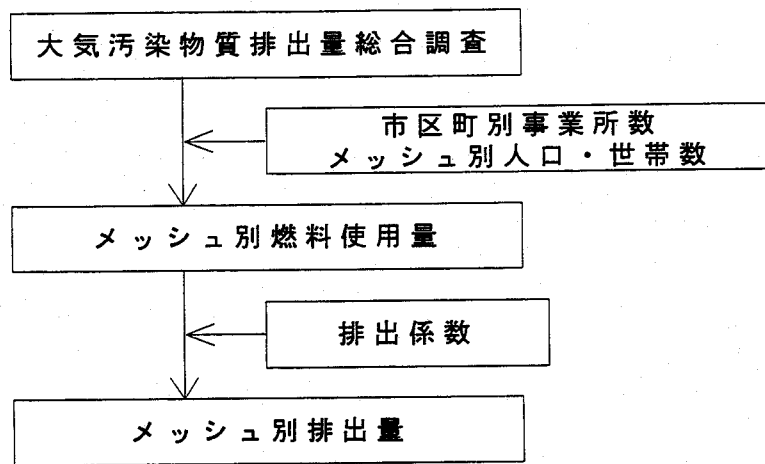 大気汚染物質排出量総合調査
市区町別事業所数
メッシュ別人口・世帯数
メッシュ別燃料使用量
排出係数
メッシュ別排出量